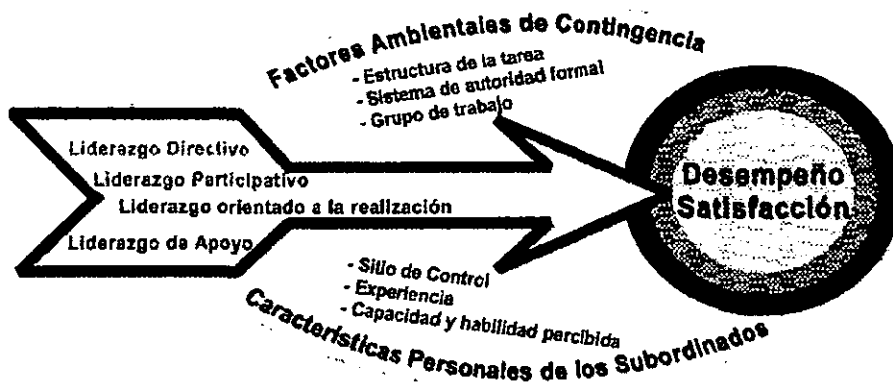 Factores Ambientales de Contingencia
- Estructura de la tarea
- Sistema de autoridad formal
- Grupo de trabajo
Liderazgo Directivo
Liderazgo Participativo
Liderazgo orientado a la realización
Liderazgo de Apoyo
Desempeño
Satisfacción
- Sitio de Control
- Experiencia
- Capacidad y habilidad percibida
Características Personales de los Subordinados